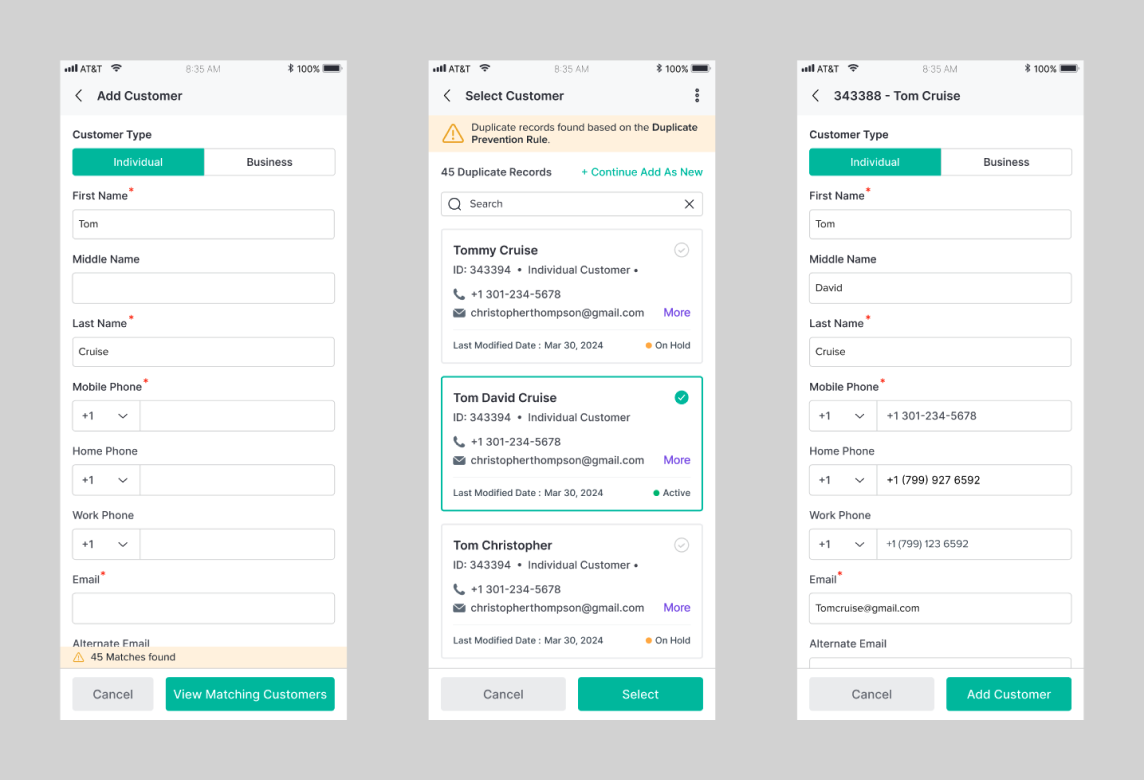 AT&T 8:35 AM 100%
Add Customer
Customer Type
Individual Business
First Name*
Tom
Middle Name
Last Name*
Cruise
Mobile Phone*
+1
Home Phone
+1
Work Phone
+1
Email*
Alternate Email
45 Matches found
Cancel View Matching Customers
AT&T 8:35 AM 100%
Select Customer
Duplicate records found based on the Duplicate
Prevention Rule.
45 Duplicate Records + Continue Add As New
Search
Tommy Cruise
ID: 343394 • Individual Customer •
+1 301-234-5678
christopherthompson@gmail.com More
Last Modified Date : Mar 30, 2024 On Hold
Tom David Cruise
ID: 343394 • Individual Customer
+1 301-234-5678
christopherthompson@gmail.com More
Last Modified Date : Mar 30, 2024 Active
Tom Christopher
ID: 343394 • Individual Customer •
+1 301-234-5678
christopherthompson@gmail.com More
Last Modified Date : Mar 30, 2024 On Hold
Cancel Select
AT&T 8:35 AM 100%
343388 - Tom Cruise
Customer Type
Individual Business
First Name*
Tom
Middle Name
David
Last Name*
Cruise
Mobile Phone*
+1 +1 301-234-5678
Home Phone
+1 +1 (799) 927 6592
Work Phone
+1 +1 (799) 123 6592
Email*
Tomcruise@gmail.com
Alternate Email
Cancel Add Customer